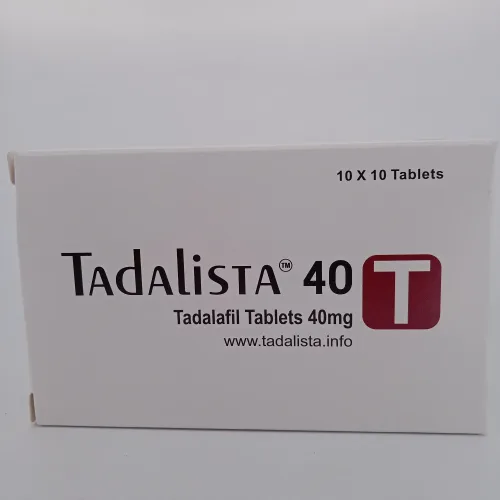 10 X 10 Tablets
TADALISTA™ 40
T
Tadalafil Tablets 40mg
www.tadalista.info